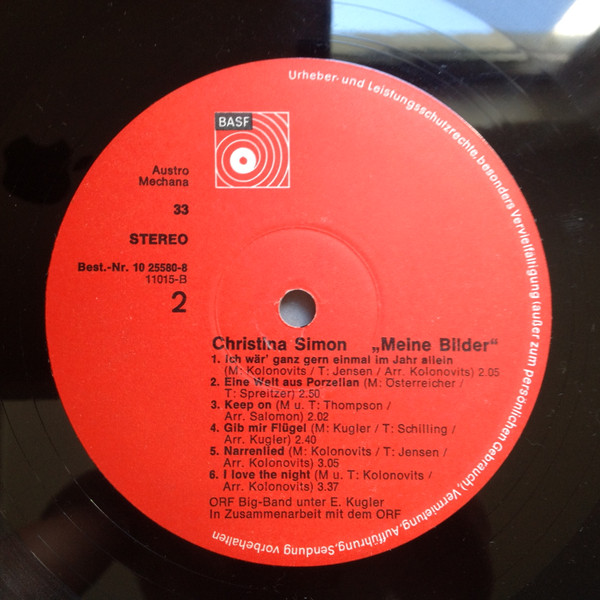 Urheber- und Leistungsschutzrechte, besonders Vervielfältigung (außer zum persönlichen Gebrauch), Vermietung, Aufführung, Sendung vorbehalten
BASF
Austro
Mechana
33
STEREO
Best.-Nr. 10 25580-8
11015-B
2
Christina Simon „Meine Bilder“
1. Ich wär' ganz gern einmal im Jahr allein
(M: Kolonovits / T: Jensen / Arr. Kolonovits) 2.05
2. Eine Welt aus Porzellan (M: Österreicher /
T: Spreitzer) 2.50
3. Keep on (M u. T: Thompson /
Arr. Salomon) 2.02
4. Gib mir Flügel (M: Kugler / T: Schilling /
Arr. Kugler) 2.40
5. Narrenlied (M: Kolonovits / T: Jensen /
Arr. Kolonovits) 3.05
6. I love the night (M u. T: Kolonovits /
Arr. Kolonovits) 3.37
ORF Big-Band unter E. Kugler
In Zusammenarbeit mit dem ORF